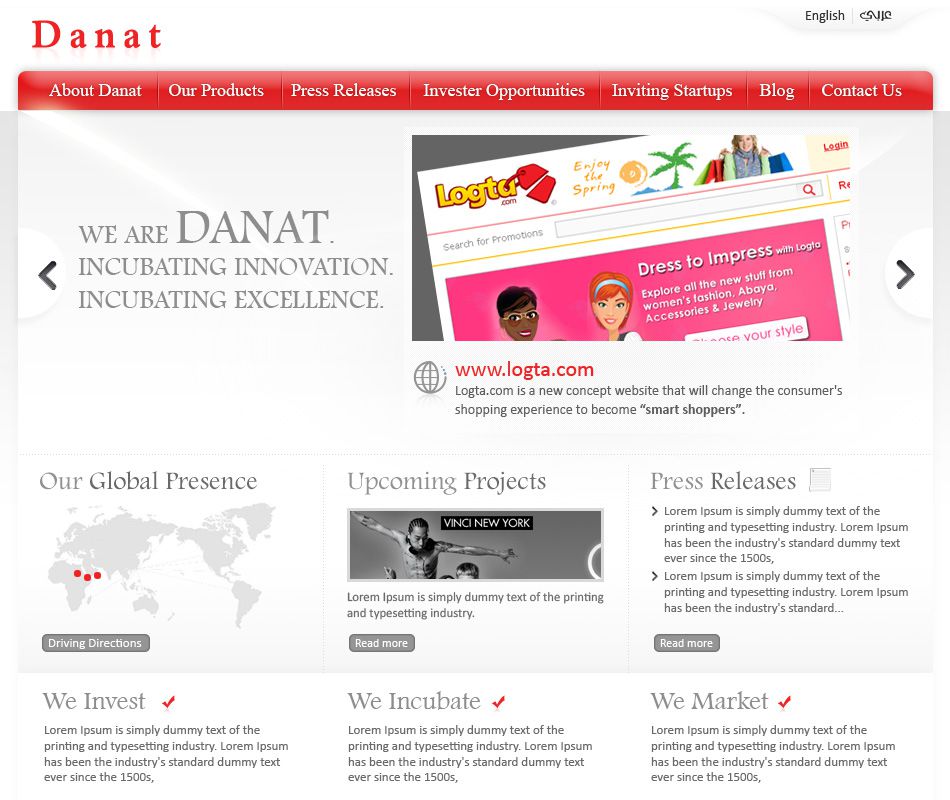 English عربي
Danat
About Danat Our Products Press Releases Invester Opportunities Inviting Startups Blog Contact Us
WE ARE DANAT.
INCUBATING INNOVATION.
INCUBATING EXCELLENCE.
Logta
.com
Enjoy
the
Spring
Login
Search for Promotions
Dress to Impress with Logta
Explore all the new stuff from
women's fashion, Abaya,
Accessories & Jewelry
Choose your style
www.logta.com
Logta.com is a new concept website that will change the consumer's
shopping experience to become “smart shoppers”.
Our Global Presence
Driving Directions
Upcoming Projects
VINCI NEW YORK
Lorem Ipsum is simply dummy text of the printing
and typesetting industry.
Read more
Press Releases
Lorem Ipsum is simply dummy text of the
printing and typesetting industry. Lorem Ipsum
has been the industry's standard dummy text
ever since the 1500s,
Lorem Ipsum is simply dummy text of the
printing and typesetting industry. Lorem Ipsum
has been the industry's standard...
Read more
We Invest
Lorem Ipsum is simply dummy text of the
printing and typesetting industry. Lorem Ipsum
has been the industry's standard dummy text
ever since the 1500s,
We Incubate
Lorem Ipsum is simply dummy text of the
printing and typesetting industry. Lorem Ipsum
has been the industry's standard dummy text
ever since the 1500s,
We Market
Lorem Ipsum is simply dummy text of the
printing and typesetting industry. Lorem Ipsum
has been the industry's standard dummy text
ever since the 1500s,